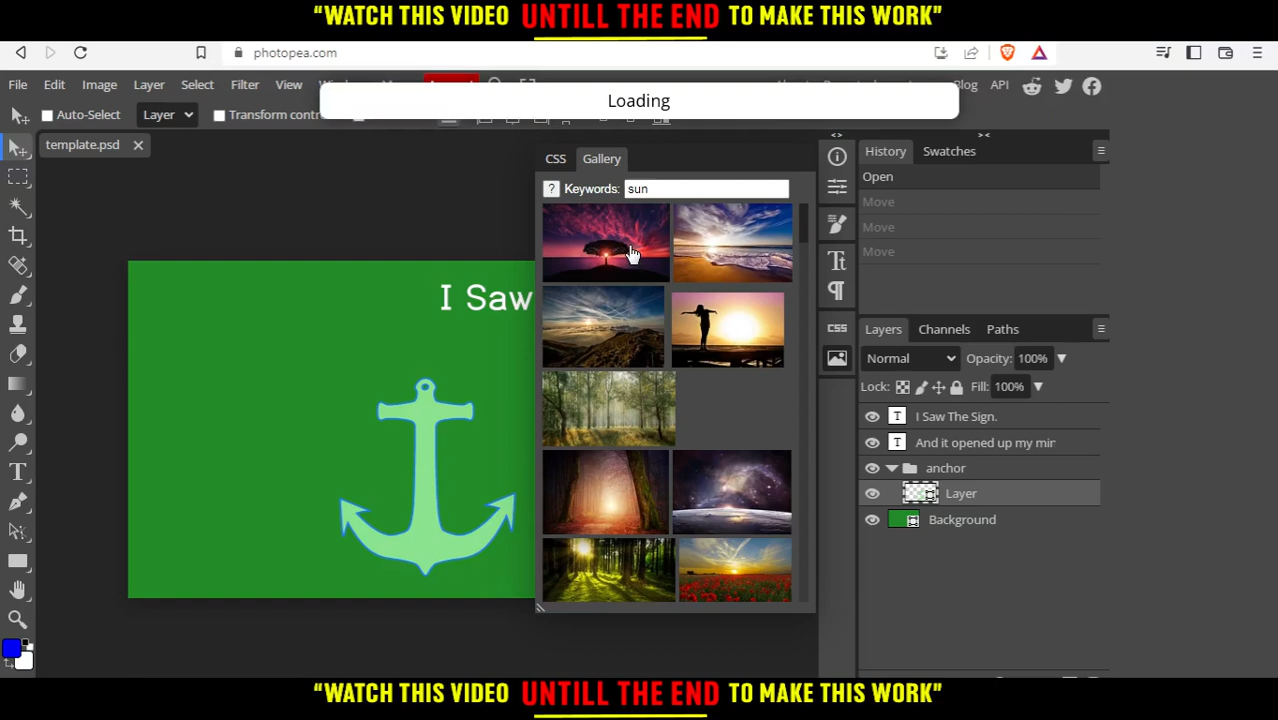 “WATCH THIS VIDEO UNTILL THE END TO MAKE THIS WORK”
photopea.com
File Edit Image Layer Select Filter View Blog API
Loading
Auto-Select Layer Transform contr
template.psd
CSS Gallery
? Keywords: sun
History Swatches
Open
Move
Move
Move
I Saw
CSS
Layers Channels Paths
Normal Opacity: 100%
Lock: Fill: 100%
T I Saw The Sign.
T And it opened up my mir
anchor
Layer
Background
“WATCH THIS VIDEO UNTILL THE END TO MAKE THIS WORK”